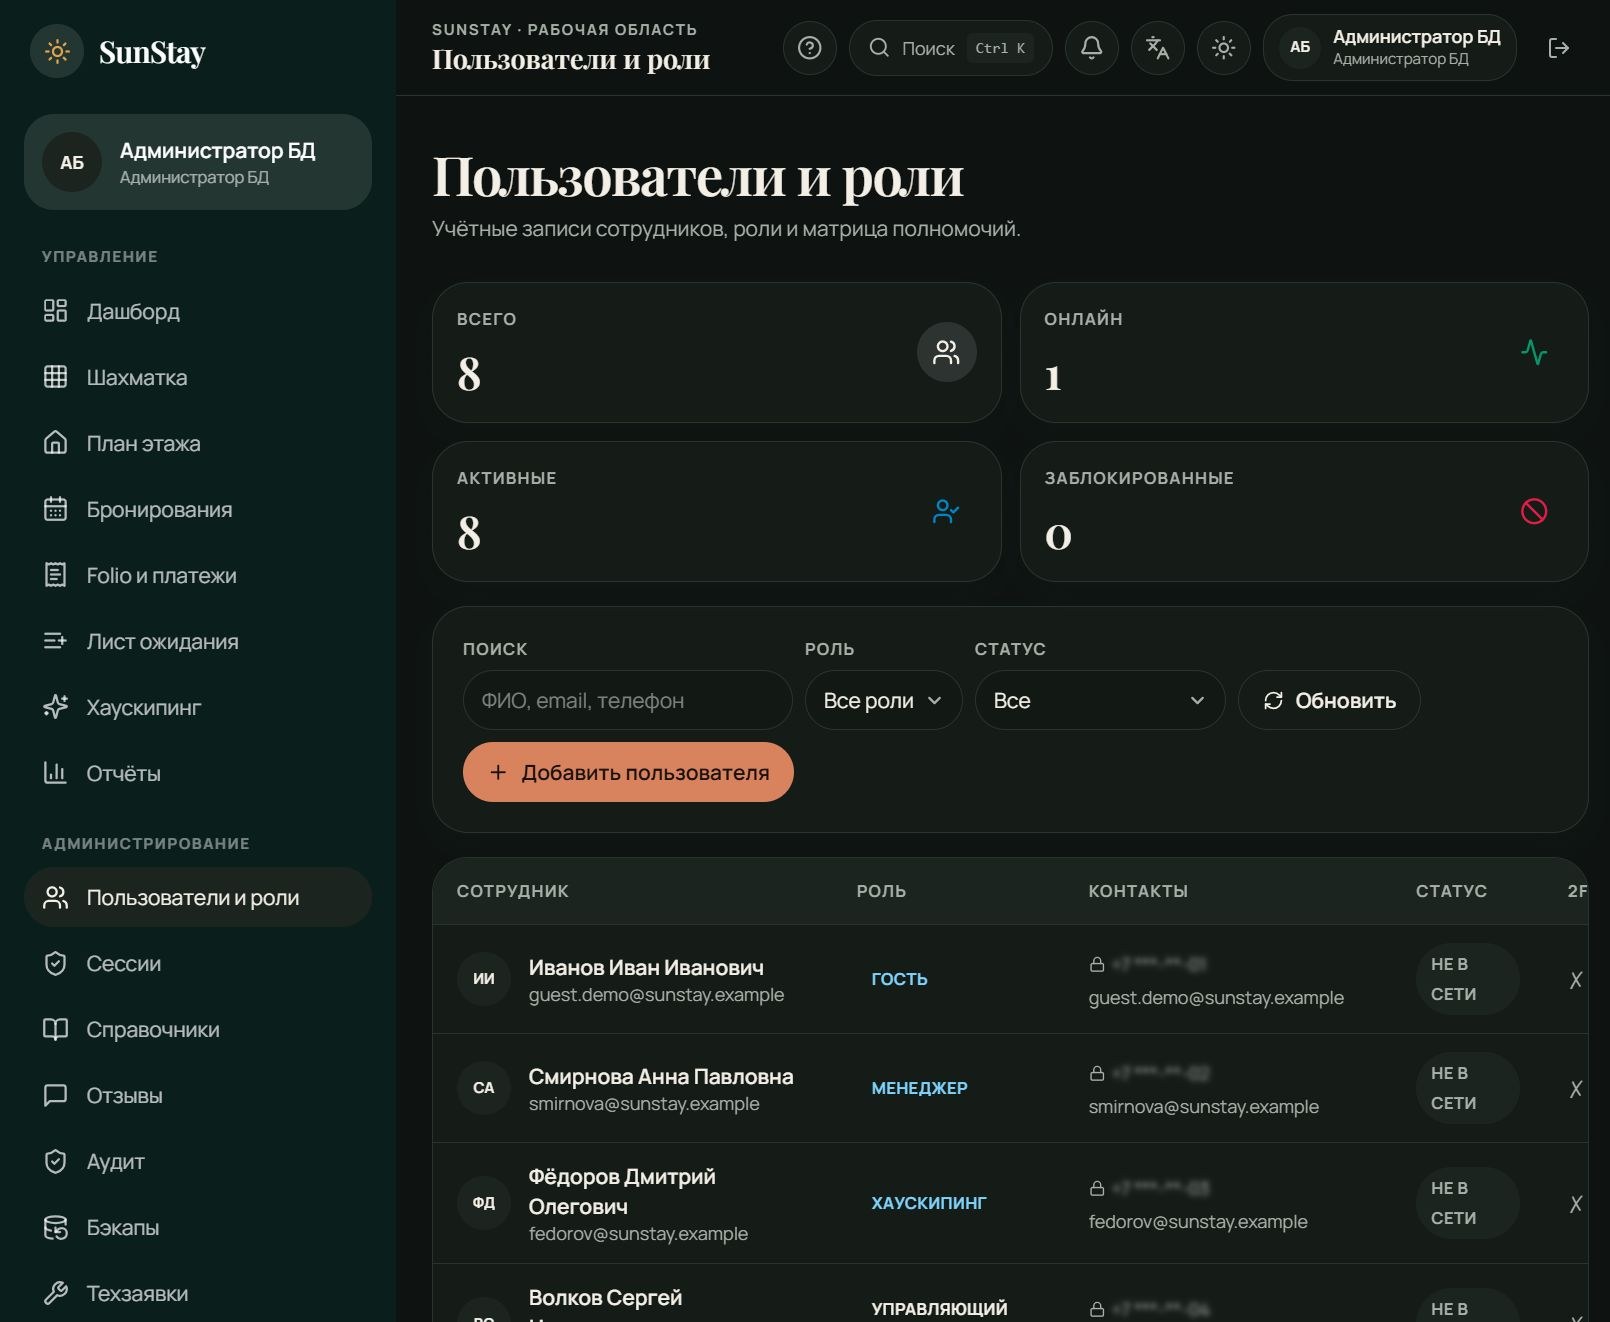 SunStay
Администратор БД
АБ
Администратор БД
УПРАВЛЕНИЕ
Дашборд
Шахматка
План этажа
Бронирования
Folio и платежи
Лист ожидания
Хаускипинг
Отчёты
АДМИНИСТРИРОВАНИЕ
Пользователи и роли
Сессии
Справочники
Отзывы
Аудит
Бэкапы
Техзаявки
SUNSTAY · РАБОЧАЯ ОБЛАСТЬ
Пользователи и роли
Поиск Ctrl K
АБ
Администратор БД
Администратор БД
Пользователи и роли
Учётные записи сотрудников, роли и матрица полномочий.
ВСЕГО
8
ОНЛАЙН
1
АКТИВНЫЕ
8
ЗАБЛОКИРОВАННЫЕ
0
ПОИСК РОЛЬ СТАТУС
ФИО, email, телефон Все роли Все Обновить
Добавить пользователя
СОТРУДНИК РОЛЬ КОНТАКТЫ СТАТУС 2F
ИИ
Иванов Иван Иванович
guest.demo@sunstay.example
ГОСТЬ
guest.demo@sunstay.example
НЕ В
СЕТИ
СА
Смирнова Анна Павловна
smirnova@sunstay.example
МЕНЕДЖЕР
smirnova@sunstay.example
НЕ В
СЕТИ
ФД
Фёдоров Дмитрий
Олегович
fedorov@sunstay.example
ХАУСКИПИНГ
fedorov@sunstay.example
НЕ В
СЕТИ
Волков Сергей
УПРАВЛЯЮЩИЙ
НЕ В